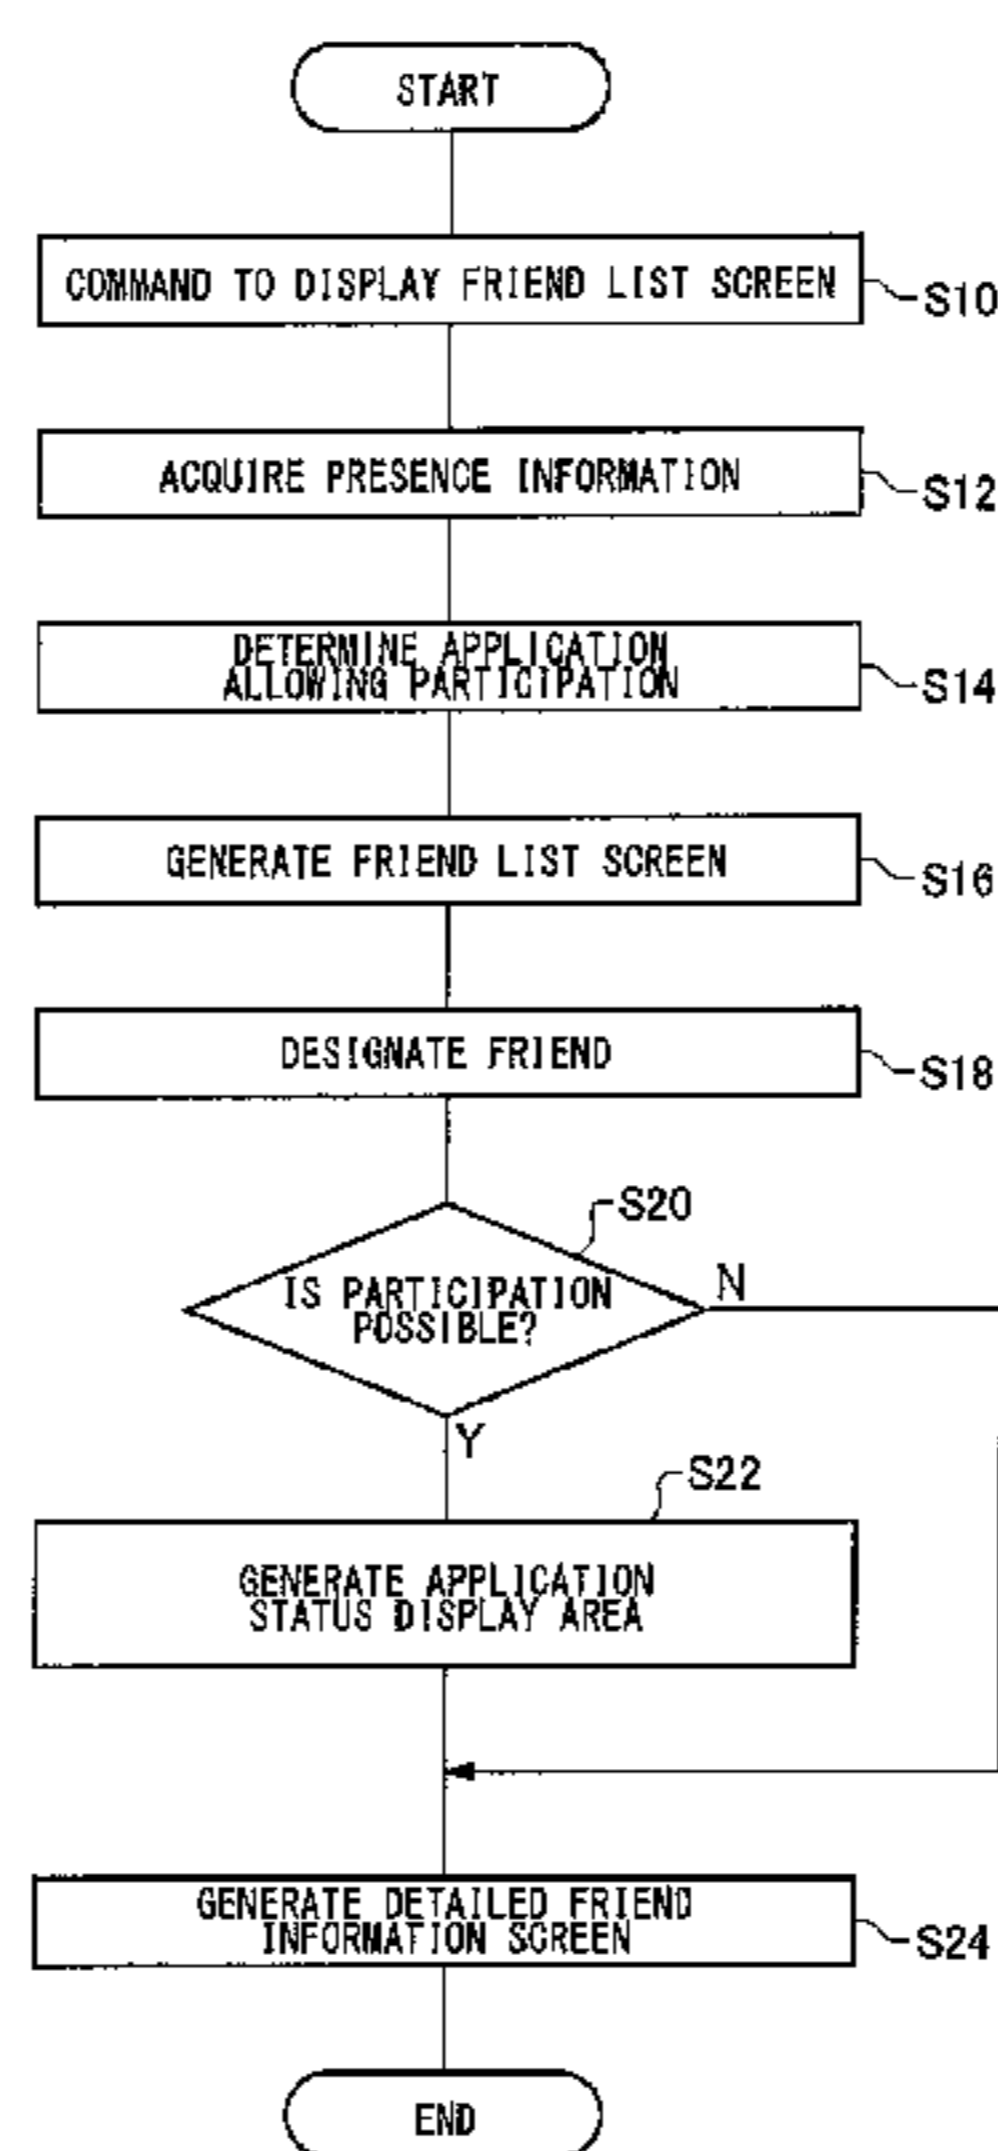 START
COMMAND TO DISPLAY FRIEND LIST SCREEN
S10
ACQUIRE PRESENCE INFORMATION
S12
DETERMINE APPLICATION
ALLOWING PARTICIPATION
S14
GENERATE FRIEND LIST SCREEN
S16
DESIGNATE FRIEND
S18
S20
IS PARTICIPATION
POSSIBLE?
N
Y
S22
GENERATE APPLICATION
STATUS DISPLAY AREA
GENERATE DETAILED FRIEND
INFORMATION SCREEN
S24
END